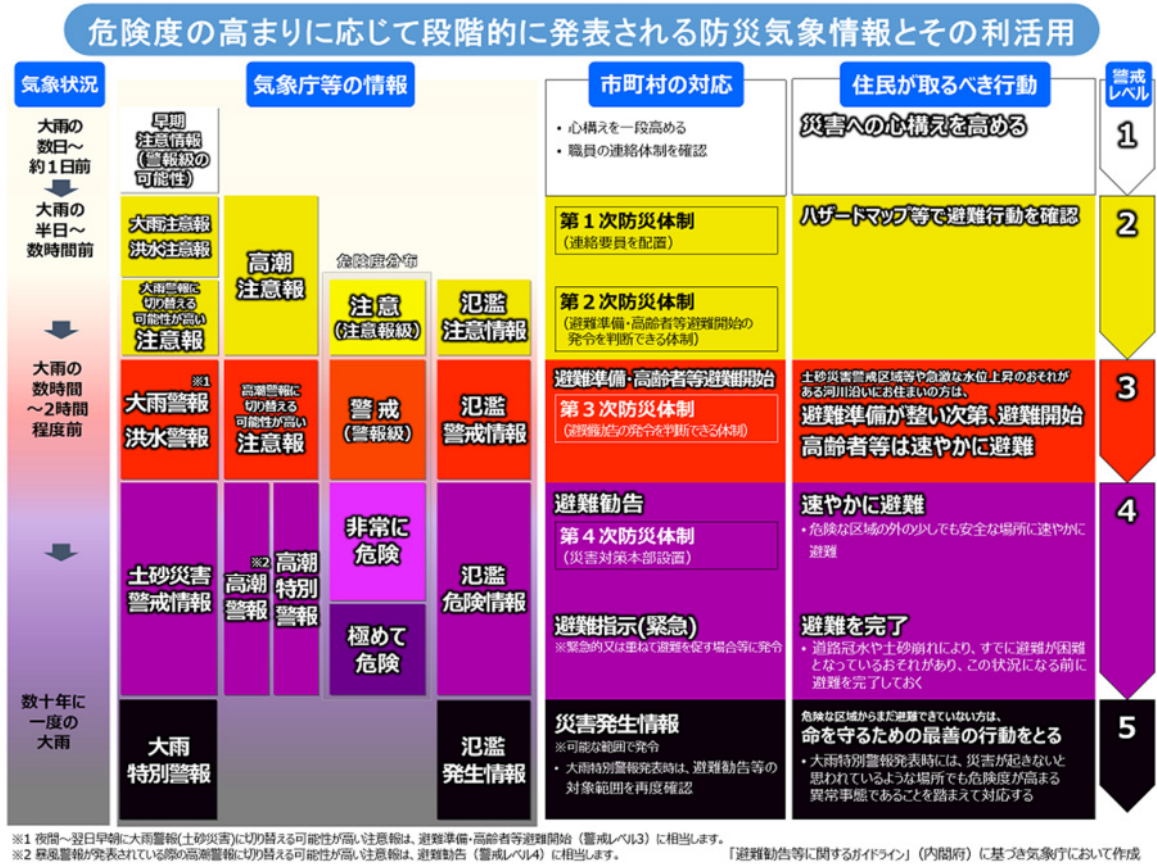 危険度の高まりに応じて段階的に発表される防災気象情報とその利活用
気象状況
気象庁等の情報
市町村の対応
住民が取るべき行動
警戒
レベル
大雨の
数日～
約１日前
早期
注意情報
(警報級の
可能性)
・心構えを一段高める
・職員の連絡体制を確認
災害への心構えを高める
1
大雨の
半日～
数時間前
大雨注意報
洪水注意報
高潮
注意報
危険度分布
大雨警報に
切り替える
可能性が高い
注意報
注意
(注意報級)
氾濫
注意情報
第１次防災体制
(連絡要員を配置)
第２次防災体制
(避難準備・高齢者等避難開始の
発令を判断できる体制)
ハザードマップ等で避難行動を確認
2
大雨の
数時間
～2時間
程度前
※1
大雨警報
洪水警報
高潮警報に
切り替える
可能性が高い
注意報
警戒
(警報級)
氾濫
警戒情報
避難準備・高齢者等避難開始
第３次防災体制
(避難勧告の発令を判断できる体制)
土砂災害警戒区域等や急激な水位上昇のおそれが
ある河川沿いにお住まいの方は、
避難準備が整い次第、避難開始
高齢者等は速やかに避難
3
土砂災害
警戒情報
※2
高潮
警報
高潮
特別
警報
非常に
危険
極めて
危険
氾濫
危険情報
避難勧告
第４次防災体制
(災害対策本部設置)
避難指示(緊急)
※緊急的又は重ねて避難を促す場合等に発令
速やかに避難
・危険な区域の外の少しでも安全な場所に速やかに
避難
避難を完了
・道路冠水や土砂崩れにより、すでに避難が困難
となっているおそれがあり、この状況になる前に
避難を完了しておく
4
数十年に
一度の
大雨
大雨
特別警報
氾濫
発生情報
災害発生情報
※可能な範囲で発令
・大雨特別警報発表時は、避難勧告等の
対象範囲を再度確認
危険な区域からまだ避難できていない方は、
命を守るための最善の行動をとる
・大雨特別警報発表時には、災害が起きないと
思われているような場所でも危険度が高まる
異常事態であることを踏まえて対応する
5
※1 夜間～翌日早朝に大雨警報(土砂災害)に切り替える可能性が高い注意報は、避難準備・高齢者等避難開始（警戒レベル3）に相当します。
※2 暴風警報が発表されている際の高潮警報に切り替える可能性が高い注意報は、避難勧告（警戒レベル4）に相当します。
「避難勧告等に関するガイドライン」（内閣府）に基づき気象庁において作成